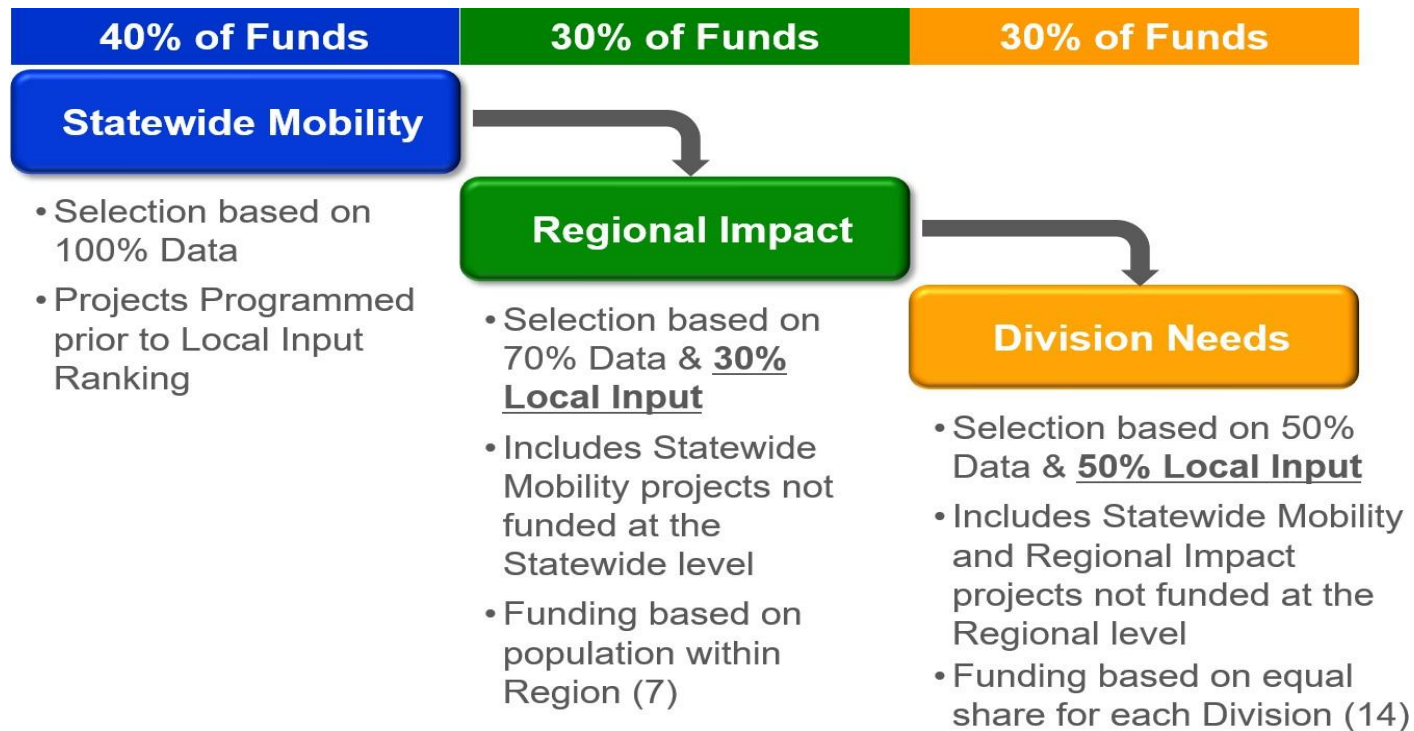 40% of Funds
30% of Funds
30% of Funds
Statewide Mobility
• Selection based on
100% Data
• Projects Programmed
prior to Local Input
Ranking
Regional Impact
• Selection based on
70% Data & 30%
Local Input
• Includes Statewide
Mobility projects not
funded at the
Statewide level
• Funding based on
population within
Region (7)
Division Needs
• Selection based on 50%
Data & 50% Local Input
• Includes Statewide Mobility
and Regional Impact
projects not funded at the
Regional level
• Funding based on equal
share for each Division (14)